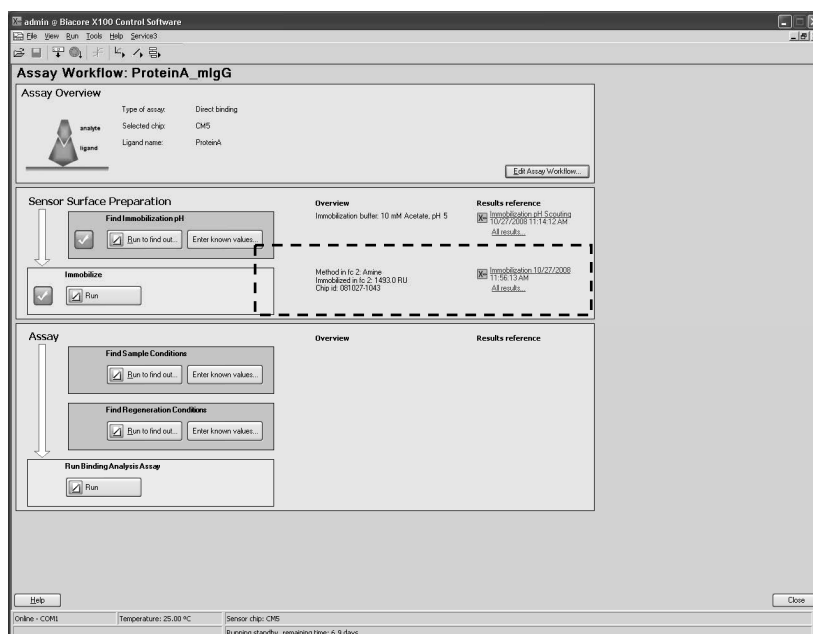 admin @ Biacore X100 Control Software
File View Run Tools Help Service3
Assay Workflow: ProteinA_mIgG
Assay Overview
analyte
ligand
Type of assay: Direct binding
Selected chip: CM5
Ligand name: ProteinA
Edit Assay Workflow...
Sensor Surface Preparation
Overview
Results reference
Find Immobilization pH
Run to find out...
Enter known values...
Immobilization buffer: 10 mM Acetate, pH 5
Immobilization pH Scouting
10/27/2008 11:14:12 AM
All results...
Immobilize
Run
Method in fc 2: Amine
Immobilized in fc 2: 1493.0 RU
Chip id: 081027-1043
Immobilization 10/27/2008
11:56:13 AM
All results...
Assay
Overview
Results reference
Find Sample Conditions
Run to find out...
Enter known values...
Find Regeneration Conditions
Run to find out...
Enter known values...
Run Binding Analysis Assay
Run
Help
Close
Online - COM1
Temperature: 25.00 ºC
Sensor chip: CM5
Running standby, remaining time: 6.9 days